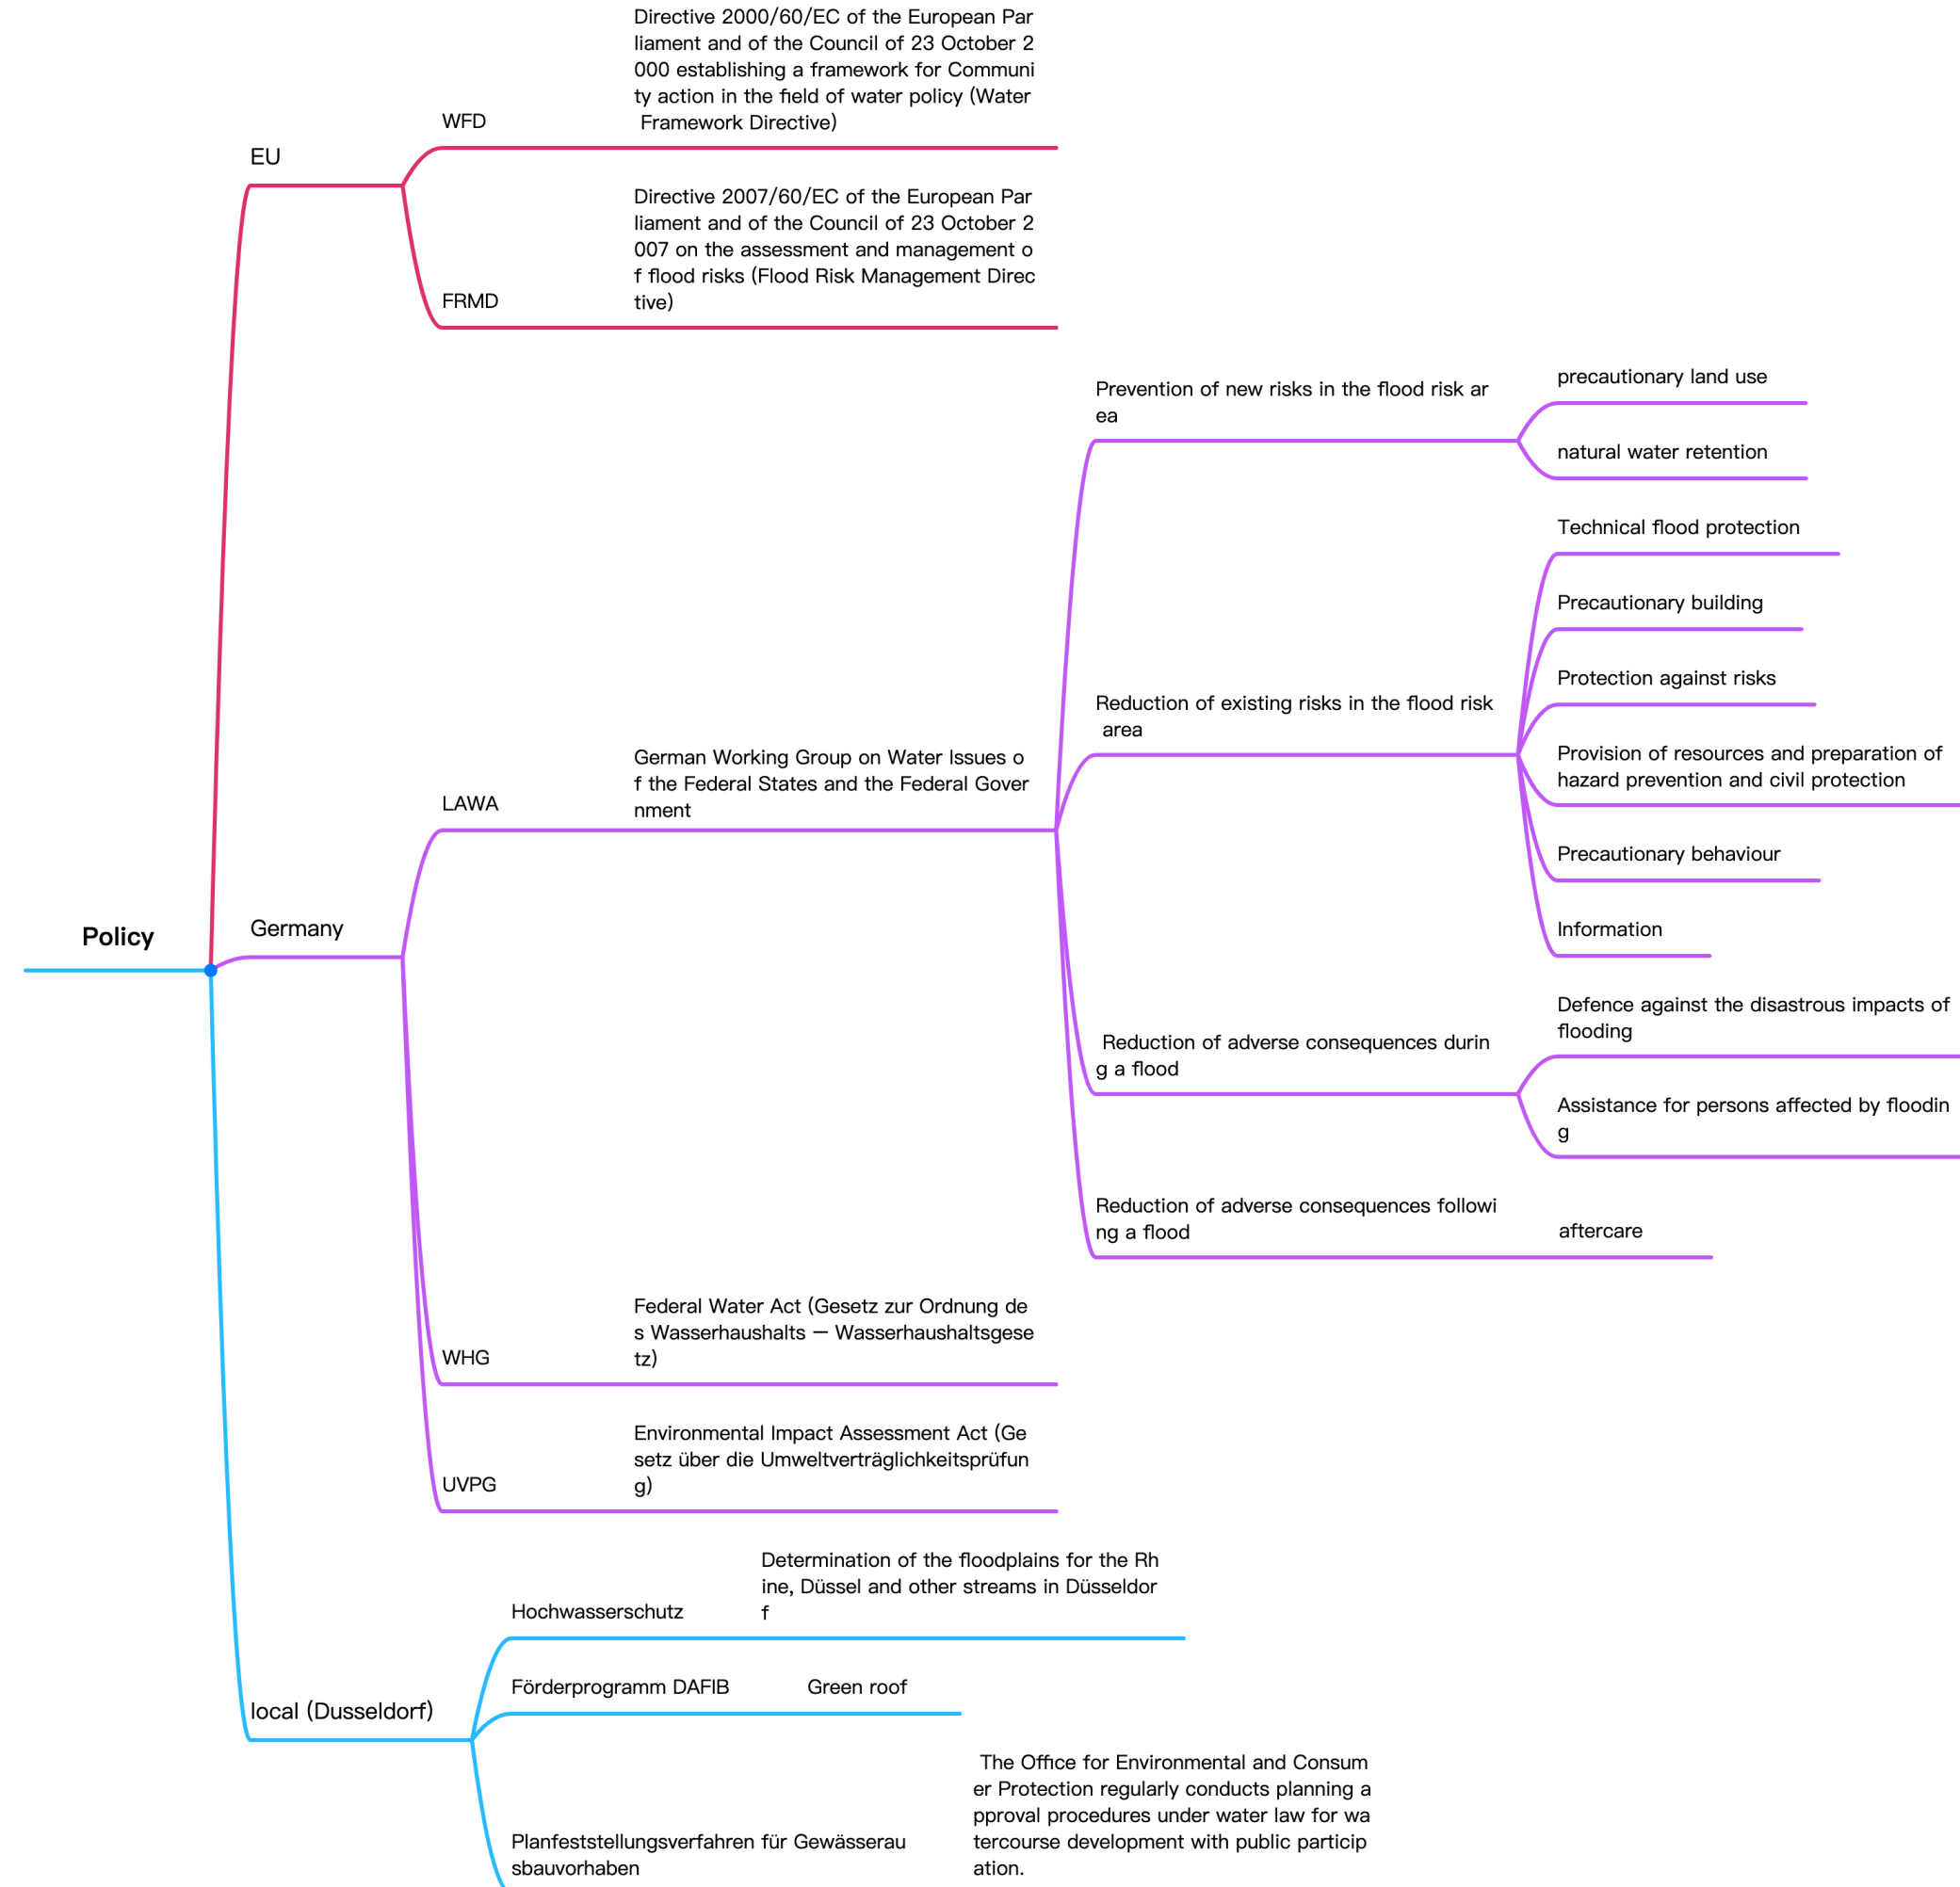 Policy
EU
WFD
Directive 2000/60/EC of the European Par
liament and of the Council of 23 October 2
000 establishing a framework for Communi
ty action in the field of water policy (Water
Framework Directive)
FRMD
Directive 2007/60/EC of the European Par
liament and of the Council of 23 October 2
007 on the assessment and management o
f flood risks (Flood Risk Management Direc
tive)
Germany
LAWA
German Working Group on Water Issues o
f the Federal States and the Federal Gover
nment
Prevention of new risks in the flood risk ar
ea
precautionary land use
natural water retention
Reduction of existing risks in the flood risk
area
Technical flood protection
Precautionary building
Protection against risks
Provision of resources and preparation of
hazard prevention and civil protection
Precautionary behaviour
Information
Reduction of adverse consequences durin
g a flood
Defence against the disastrous impacts of
flooding
Assistance for persons affected by floodin
g
Reduction of adverse consequences followi
ng a flood
aftercare
WHG
Federal Water Act (Gesetz zur Ordnung de
s Wasserhaushalts – Wasserhaushaltsgese
tz)
UVPG
Environmental Impact Assessment Act (Ge
setz über die Umweltverträglichkeitsprüfun
g)
local (Dusseldorf)
Hochwasserschutz
Determination of the floodplains for the Rh
ine, Düssel and other streams in Düsseldor
f
Förderprogramm DAFIB
Green roof
Planfeststellungsverfahren für Gewässerau
sbauvorhaben
The Office for Environmental and Consum
er Protection regularly conducts planning a
pproval procedures under water law for wa
tercourse development with public particip
ation.